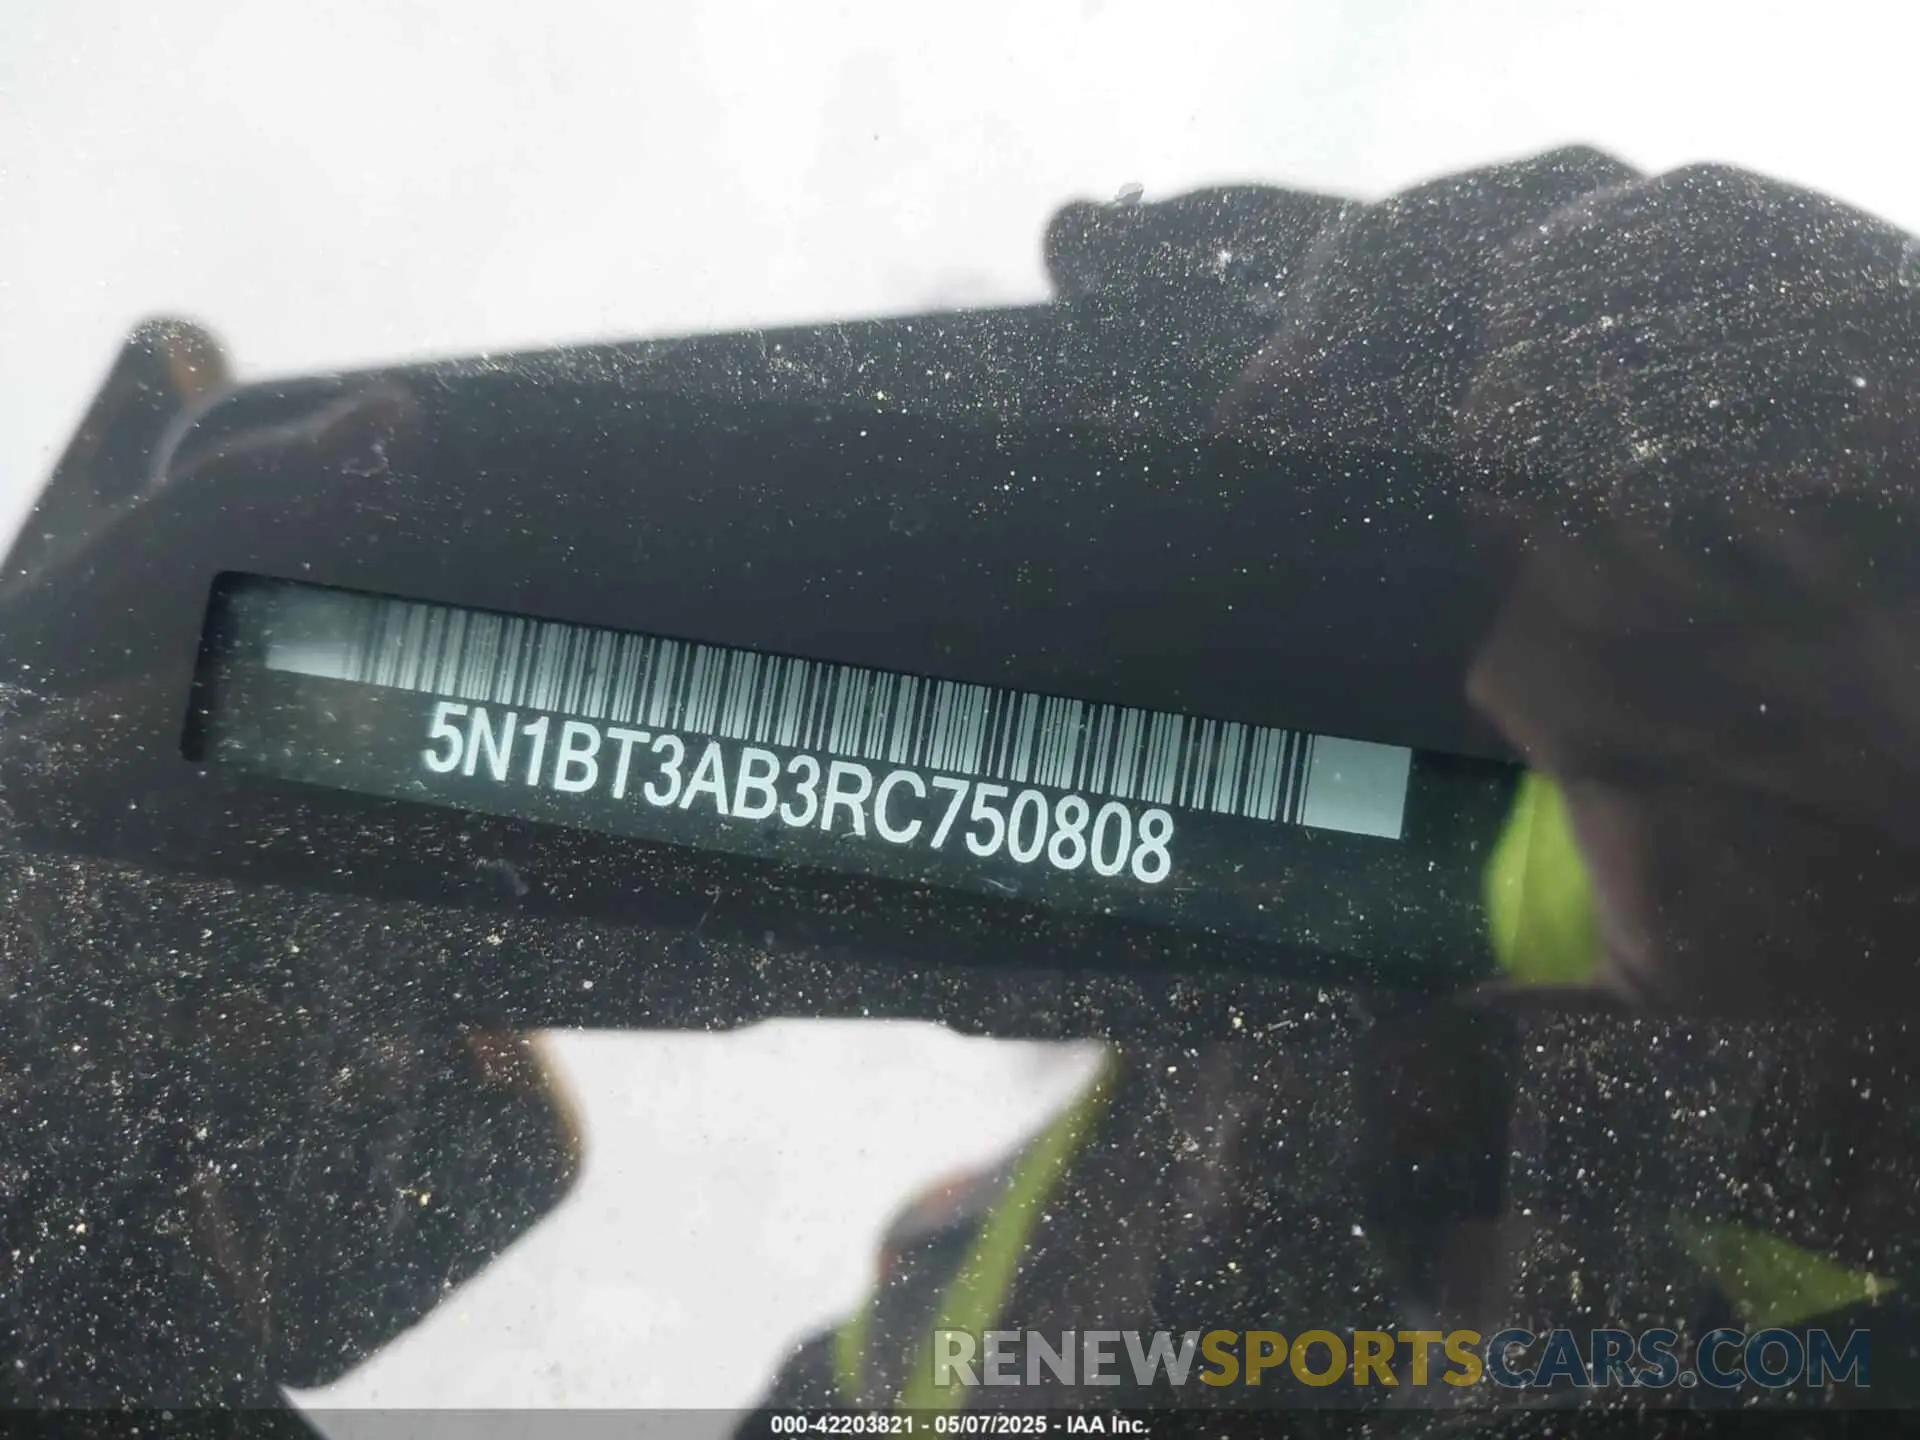 5N1BT3AB3RC750808
RENEWSPORTSCARS.COM
000-42203821 - 05/07/2025 - IAA Inc.